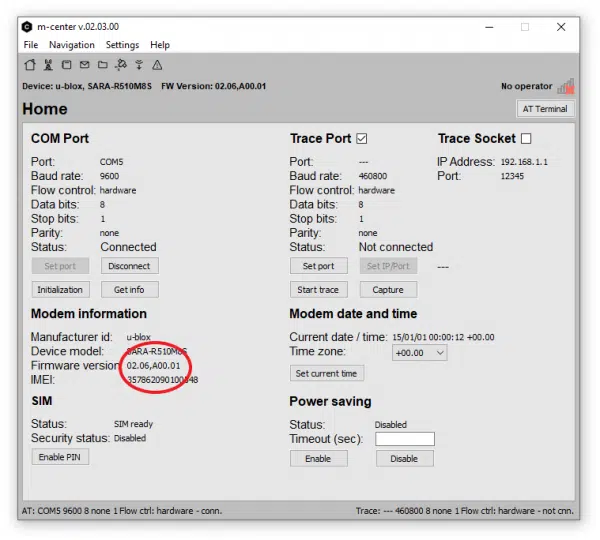 m-center v.02.03.00
File Navigation Settings Help
Device: u-blox, SARA-R510M8S FW Version: 02.06,A00.01
No operator
Home
AT Terminal
COM Port
Port: COM5
Baud rate: 9600
Flow control: hardware
Data bits: 8
Stop bits: 1
Parity: none
Status: Connected
Set port Disconnect
Initialization Get info
Trace Port
Port: ---
Baud rate: 460800
Flow control: hardware
Data bits: 8
Stop bits: 1
Parity: none
Status: Not connected
Set port Set IP/Port ---
Start trace Capture
Trace Socket
IP Address: 192.168.1.1
Port: 12345
Modem information
Manufacturer id: u-blox
Device model: SARA-R510M8S
Firmware version: 02.06,A00.01
IMEI:
Modem date and time
Current date / time: 15/01/01 00:00:12 +00.00
Time zone: +00.00
Set current time
SIM
Status: SIM ready
Security status: Disabled
Enable PIN
Power saving
Status: Disabled
Timeout (sec):
Enable Disable
AT: COM5 9600 8 none 1 Flow ctrl: hardware - conn.
Trace: --- 460800 8 none 1 Flow ctrl: hardware - not cnn.